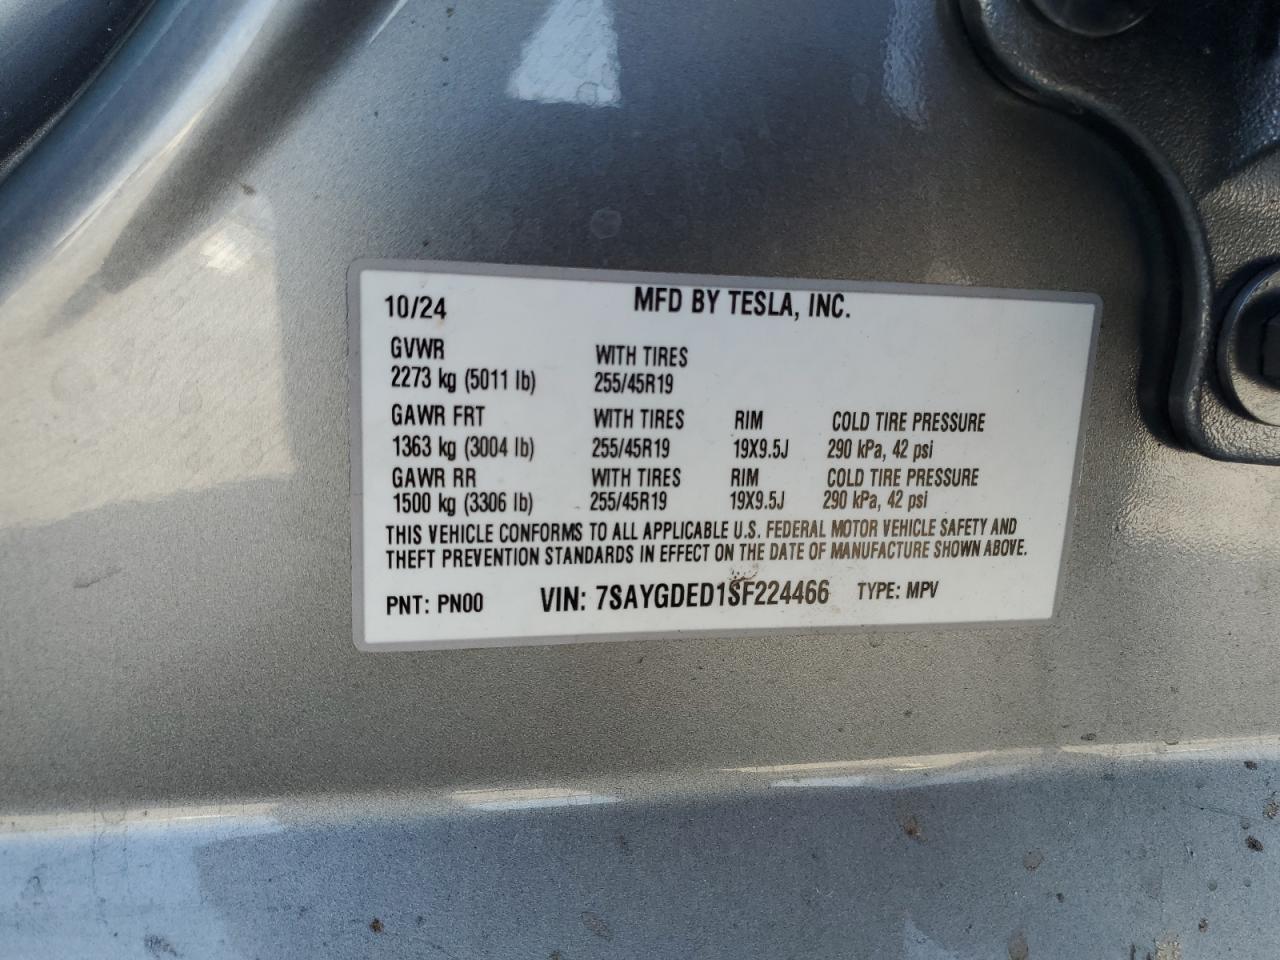 10/24 MFD BY TESLA, INC.
GVWR WITH TIRES
2273 kg (5011 lb) 255/45R19
GAWR FRT WITH TIRES RIM COLD TIRE PRESSURE
1363 kg (3004 lb) 255/45R19 19X9.5J 290 kPa, 42 psi
GAWR RR WITH TIRES RIM COLD TIRE PRESSURE
1500 kg (3306 lb) 255/45R19 19X9.5J 290 kPa, 42 psi
THIS VEHICLE CONFORMS TO ALL APPLICABLE U.S. FEDERAL MOTOR VEHICLE SAFETY AND
THEFT PREVENTION STANDARDS IN EFFECT ON THE DATE OF MANUFACTURE SHOWN ABOVE.
PNT: PN00 VIN: 7SAYGDED1SF224466 TYPE: MPV